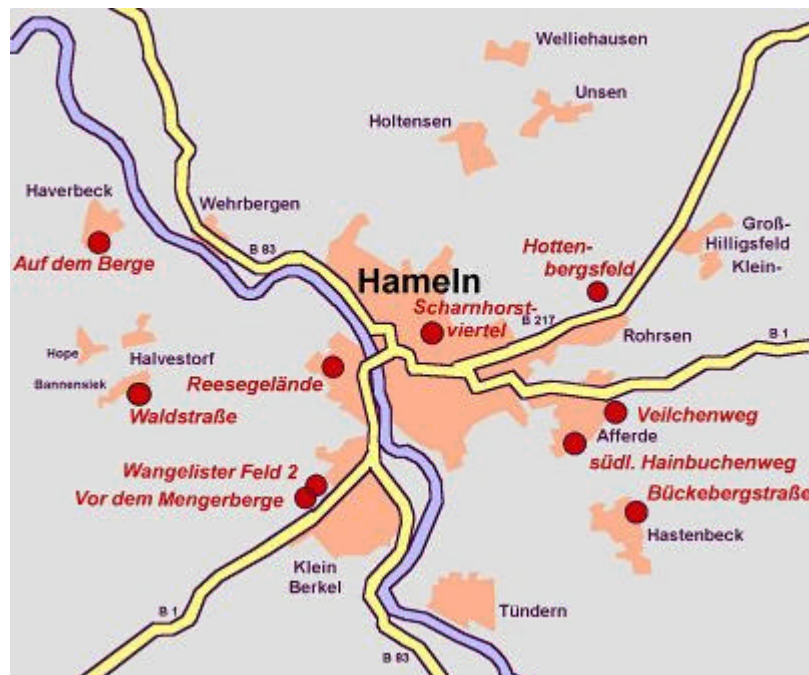 Welliehausen
Unsen
Holtensen
Haverbeck
Wehrbergen
Auf dem Berge
B 83
Groß-
Hilligsfeld
Klein-
Hotten-
bergsfeld
Hameln
Scharnhorst-
viertel
B 217
Rohrsen
B 1
Hope
Halvestorf
Bannensiek
Waldstraße
Reesegelände
Veilchenweg
Afferde
südl. Hainbuchenweg
Wangelister Feld 2
Vor dem Mengerberge
Bückebergstraße
Hastenbeck
Klein
Berkel
Tündern
B 1
B 83